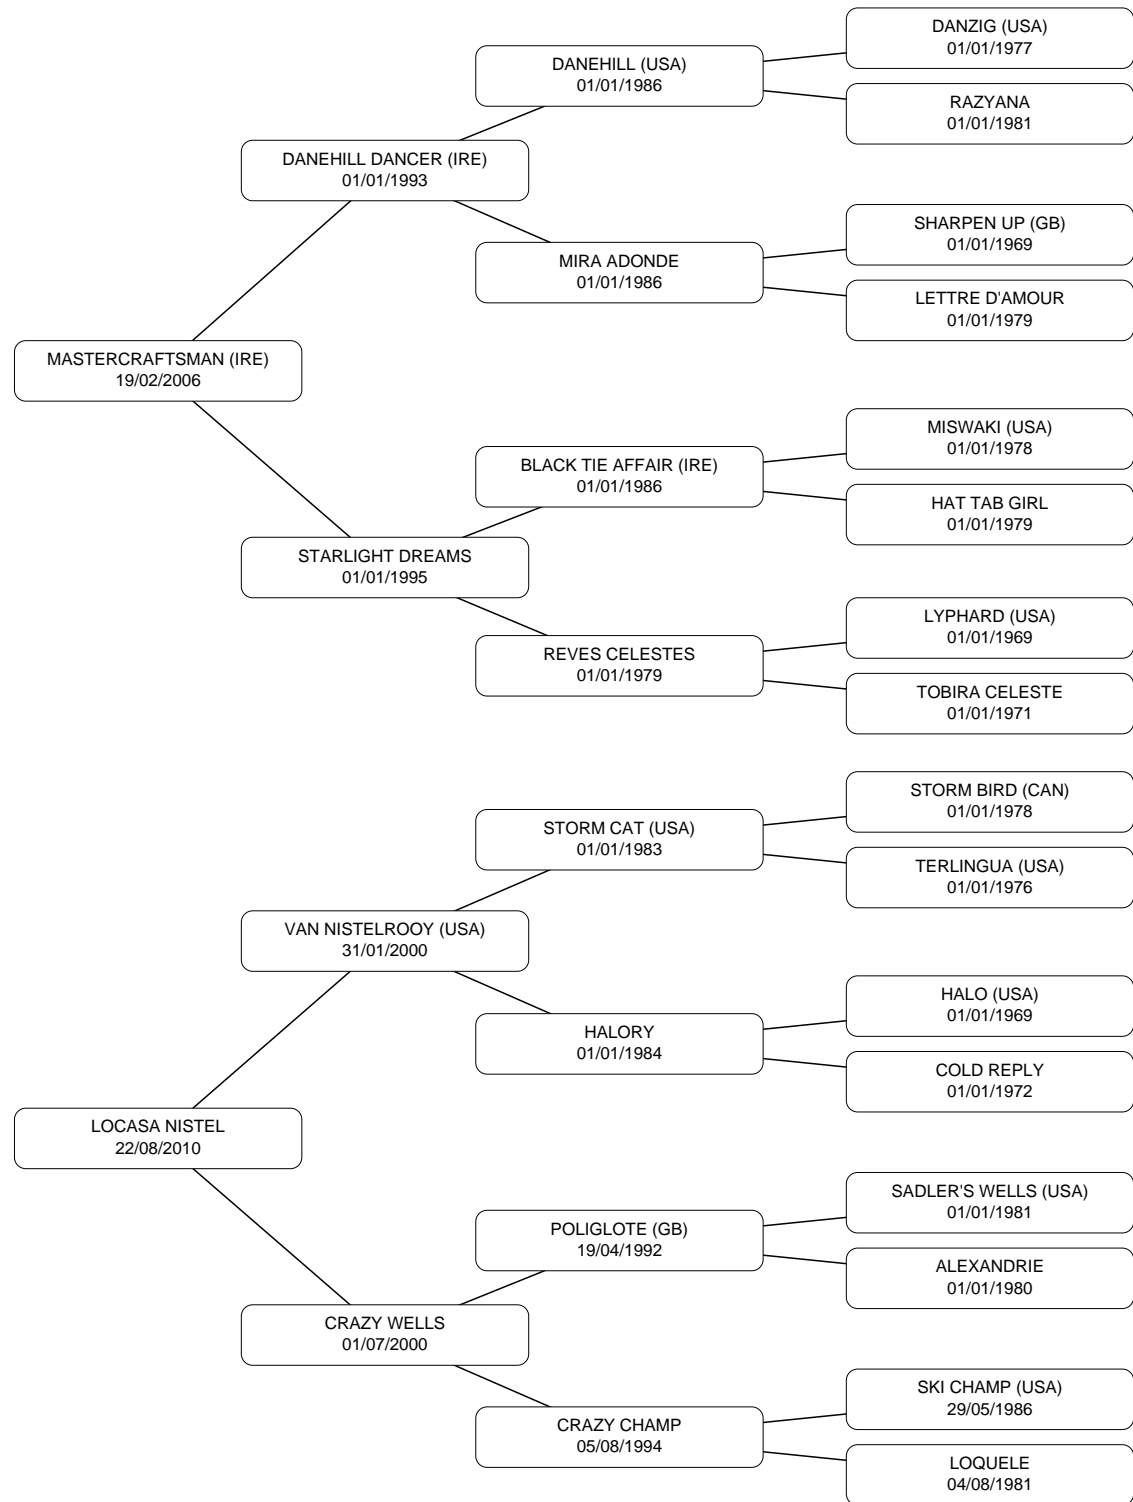 DANZIG (USA)
01/01/1977
DANEHILL (USA)
01/01/1986
RAZYANA
01/01/1981
DANEHILL DANCER (IRE)
01/01/1993
SHARPEN UP (GB)
01/01/1969
MIRA ADONDE
01/01/1986
LETTRE D'AMOUR
01/01/1979
MASTERCRAFTSMAN (IRE)
19/02/2006
MISWAKI (USA)
01/01/1978
BLACK TIE AFFAIR (IRE)
01/01/1986
HAT TAB GIRL
01/01/1979
STARLIGHT DREAMS
01/01/1995
LYPHARD (USA)
01/01/1969
REVES CELESTES
01/01/1979
TOBIRA CELESTE
01/01/1971
STORM BIRD (CAN)
01/01/1978
STORM CAT (USA)
01/01/1983
TERLINGUA (USA)
01/01/1976
VAN NISTELROOY (USA)
31/01/2000
HALO (USA)
01/01/1969
HALORY
01/01/1984
COLD REPLY
01/01/1972
LOCASA NISTEL
22/08/2010
SADLER'S WELLS (USA)
01/01/1981
POLIGLOTE (GB)
19/04/1992
ALEXANDRIE
01/01/1980
CRAZY WELLS
01/07/2000
SKI CHAMP (USA)
29/05/1986
CRAZY CHAMP
05/08/1994
LOQUELE
04/08/1981